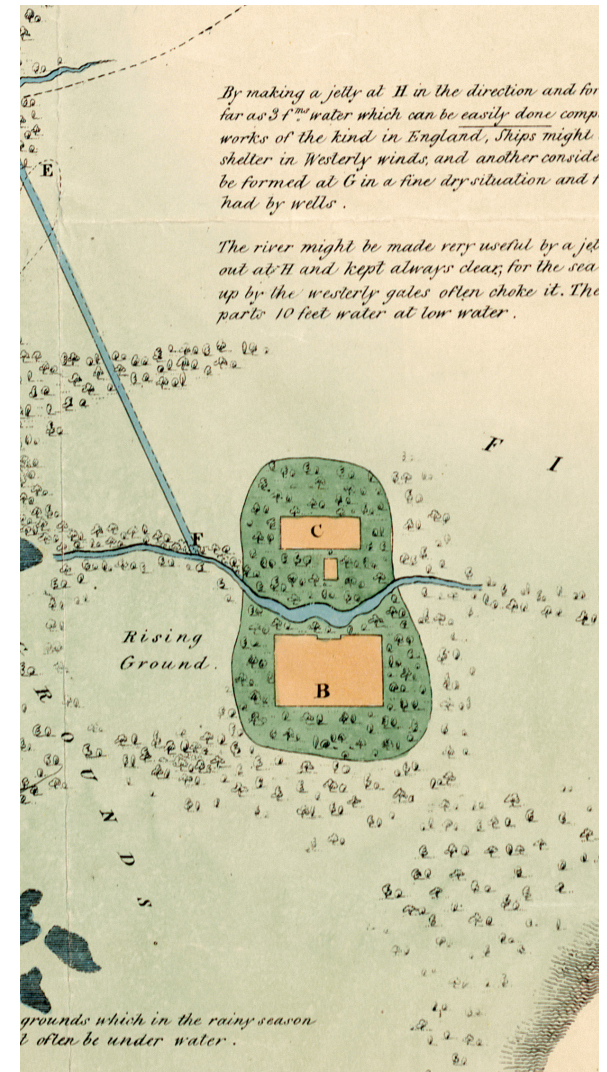 By making a jetty at H in the direction and for
far as 3 fms water which can be easily done comp
works of the kind in England, Ships might
shelter in Westerly winds, and another conside
be formed at G in a fine dry situation and
had by wells.
The river might be made very useful by a jet
out at H and kept always clear, for the sea
up by the westerly gales often choke it. The
parts 10 feet water at low water.
E
F I
C
F
Rising
Ground.
B
ROUNDS.
grounds which in the rainy season
often be under water.